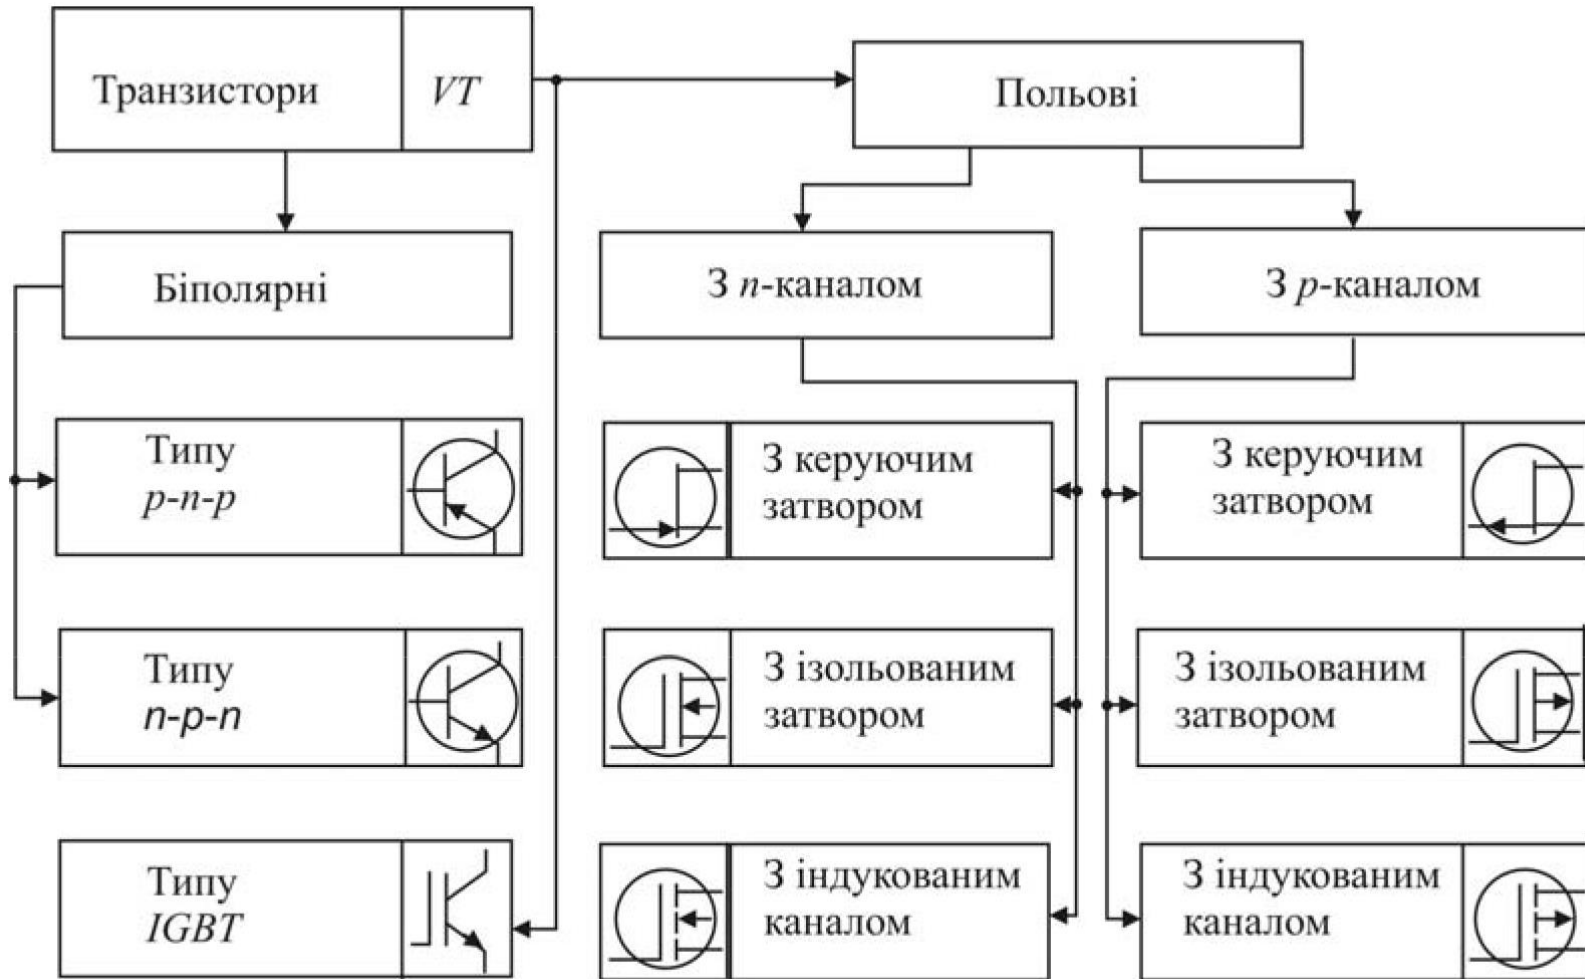 Транзистори
VT
Польові
Біполярні
З n-каналом
З p-каналом
Типу
p-n-p
З керуючим
затвором
З керуючим
затвором
Типу
n-p-n
З ізольованим
затвором
З ізольованим
затвором
Типу
IGBT
З індукованим
каналом
З індукованим
каналом